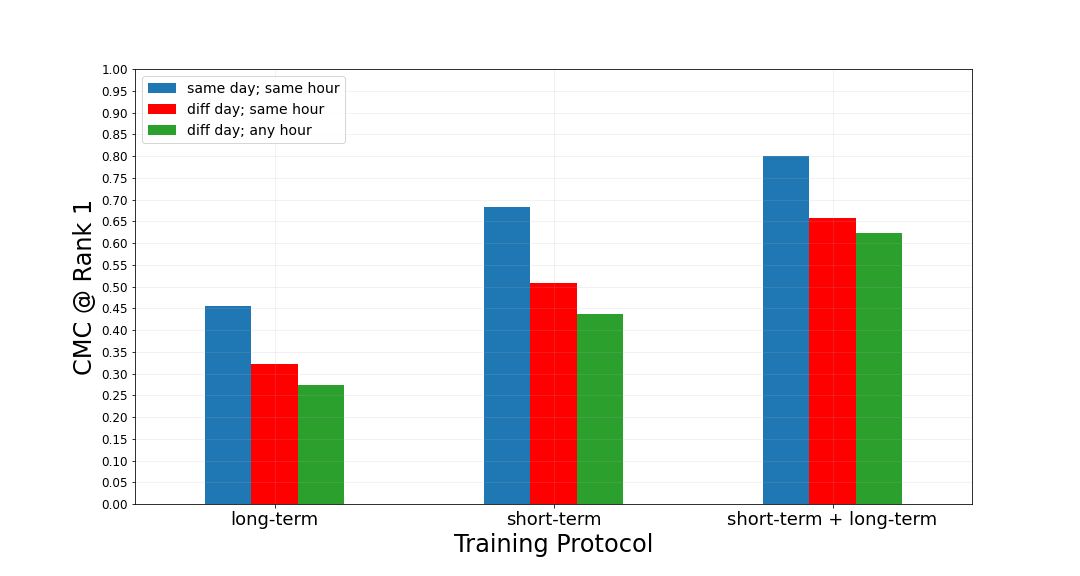 1.00
0.95
0.90
0.85
0.80
0.75
0.70
0.65
0.60
0.55
0.50
0.45
0.40
0.35
0.30
0.25
0.20
0.15
0.10
0.05
0.00
CMC @ Rank 1
same day; same hour
diff day; same hour
diff day; any hour
long-term
short-term
short-term + long-term
Training Protocol